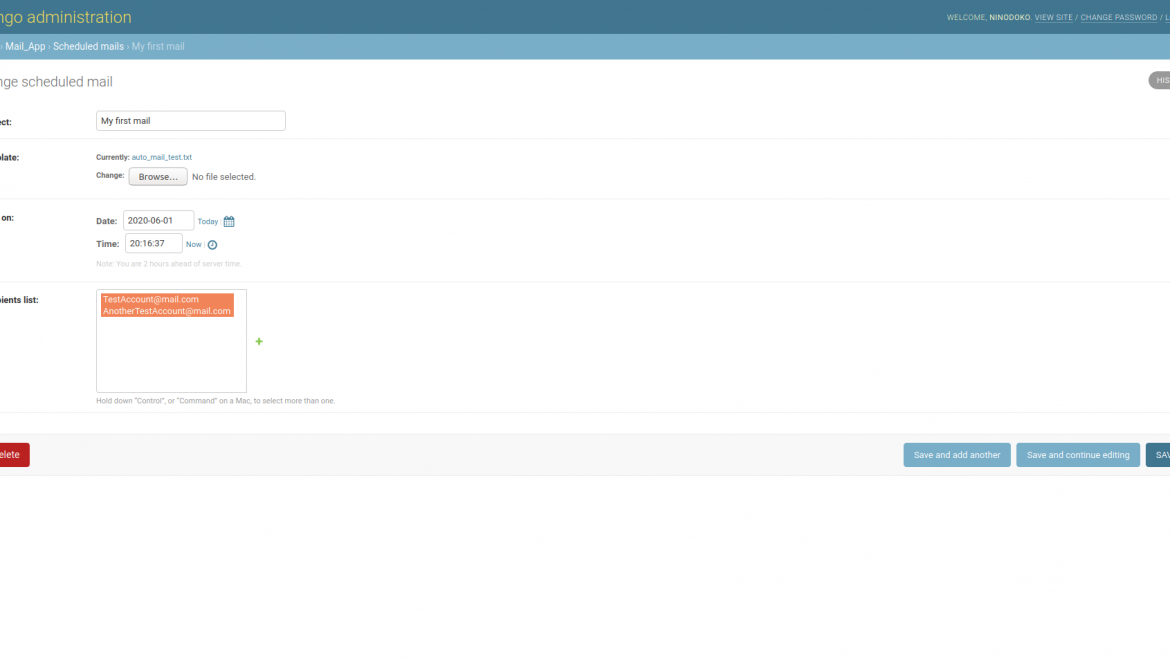 ngo administration
WELCOME, NINODOKO. VIEW SITE / CHANGE PASSWORD / L
› Mail_App › Scheduled mails › My first mail
nge scheduled mail
HIS
ect: My first mail
plate: Currently: auto_mail_test.txt
Change: Browse... No file selected.
on: Date: 2020-06-01 Today |
Time: 20:16:37 Now |
Note: You are 2 hours ahead of server time.
pients list: TestAccount@mail.com
AnotherTestAccount@mail.com
Hold down "Control", or "Command" on a Mac, to select more than one.
elete Save and add another Save and continue editing SAV